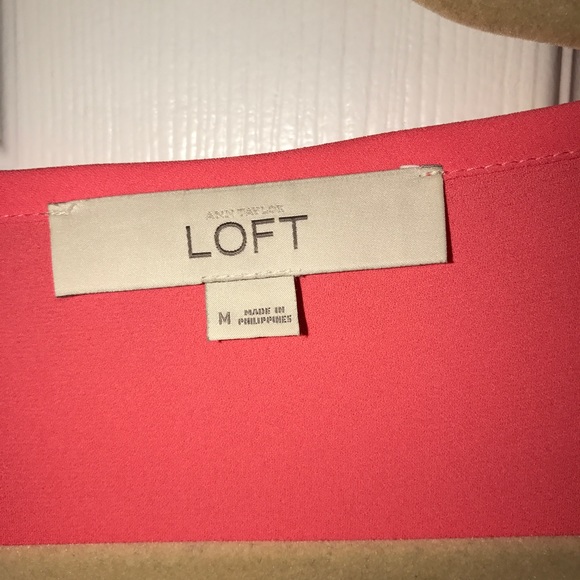 ANN TAYLOR
LOFT
M
MADE IN
PHILIPPINES